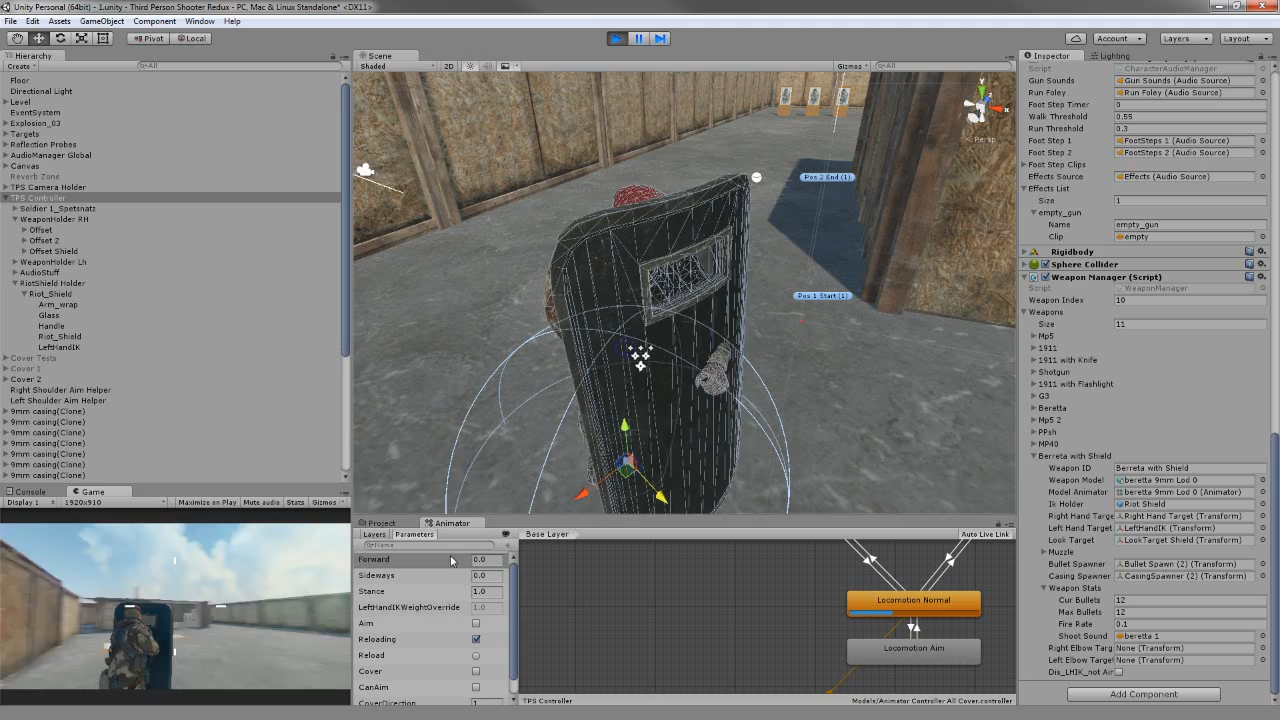 Unity Personal (64bit) - 1.unity - Third Person Shooter Redux - PC, Mac & Linux Standalone* <DX11>
File Edit Assets GameObject Component Window Help
Pivot Local Account Layers Layout
Hierarchy
Create All
Floor
Directional Light
Level
EventSystem
Explosion_03
Targets
Reflection Probes
AudioManager Global
Canvas
Reverb Zone
TPS Camera Holder
TPS Controller
Soldier 1_Spetsnatz
WeaponHolder RH
Offset
Offset 2
Offset Shield
WeaponHolder Lh
AudioStuff
RiotShield Holder
Riot_Shield
Arm_wrap
Glass
Handle
Riot_Shield
LeftHandIK
Cover Tests
Cover 1
Cover 2
Right Shoulder Aim Helper
Left Shoulder Aim Helper
9mm casing(Clone)
9mm casing(Clone)
9mm casing(Clone)
9mm casing(Clone)
9mm casing(Clone)
9mm casing(Clone)
9mm casing(Clone)
Console Game
Display 1 1920x910 Maximize on Play Mute audio Stats Gizmos
Scene
Shaded 2D Gizmos All
y
x
Persp
Pos 2 End (1)
Pos 1 Start (1)
Project Animator
Layers Parameters Base Layer Auto Live Link
Name
Forward 0.0
Sideways 0.0
Stance 1.0
LeftHandIKWeightOverride 1.0
Aim
Reloading
Reload
Cover
CanAim
CoverDirection 1
Locomotion Normal
Locomotion Aim
TPS Controller Models/Animator Controller All Cover.controller
Inspector Lighting
Script CharacterAudioManager
Gun Sounds Gun Sounds (Audio Source)
Run Foley Run Foley (Audio Source)
Foot Step Timer 0
Walk Threshold 0.55
Run Threshold 0.3
Foot Step 1 FootSteps 1 (Audio Source)
Foot Step 2 FootSteps 2 (Audio Source)
Foot Step Clips
Effects Source Effects (Audio Source)
Effects List
Size 1
empty_gun
Name empty_gun
Clip empty
Rigidbody
Sphere Collider
Weapon Manager (Script)
Script WeaponManager
Weapon Index 10
Weapons
Size 11
Mp5
1911
1911 with Knife
Shotgun
1911 with Flashlight
G3
Beretta
Mp5 2
PPsh
MP40
Berreta with Shield
Weapon ID Berreta with Shield
Weapon Model beretta 9mm Lod 0
Model Animator beretta 9mm Lod 0 (Animator)
Ik Holder Riot Shield
Right Hand Target Right Hand Target (Transform)
Left Hand Target LeftHandIK (Transform)
Look Target LookTarget Shield (Transform)
Muzzle
Bullet Spawner Bullet Spawn (2) (Transform)
Casing Spawner CasingSpawner (2) (Transform)
Weapon Stats
Cur Bullets 12
Max Bullets 12
Fire Rate 0.1
Shoot Sound beretta 1
Right Elbow Targ None (Transform)
Left Elbow Target None (Transform)
Dis_LHIK_not Air
Add Component